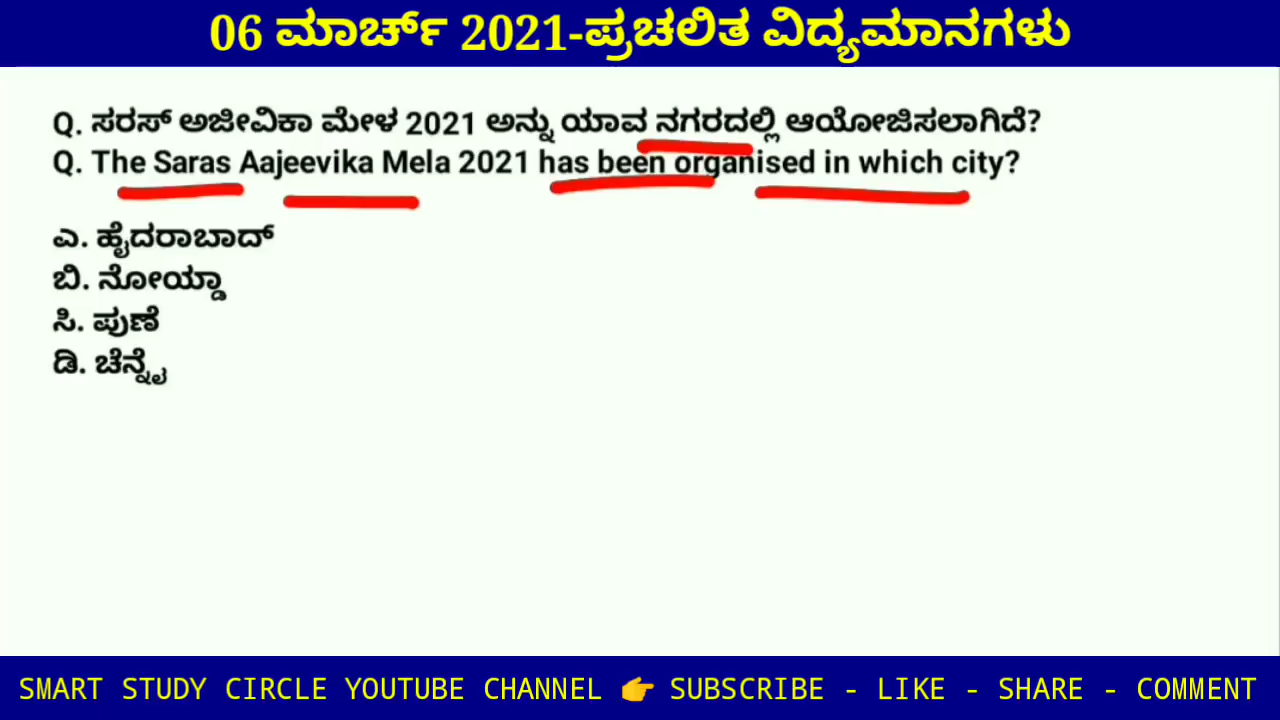 06 ಮಾರ್ಚ್ 2021-ಪ್ರಚಲಿತ ವಿದ್ಯಮಾನಗಳು
Q. ಸರಸ್ ಅಜೀವಿಕಾ ಮೇಳ 2021 ಅನ್ನು ಯಾವ ನಗರದಲ್ಲಿ ಆಯೋಜಿಸಲಾಗಿದೆ?
Q. The Saras Aajeevika Mela 2021 has been organised in which city?
ಎ. ಹೈದರಾಬಾದ್
ಬಿ. ನೋಯ್ಡಾ
ಸಿ. ಪುಣೆ
ಡಿ. ಚೆನ್ನೈ
SMART STUDY CIRCLE YOUTUBE CHANNEL 👉 SUBSCRIBE - LIKE - SHARE - COMMENT